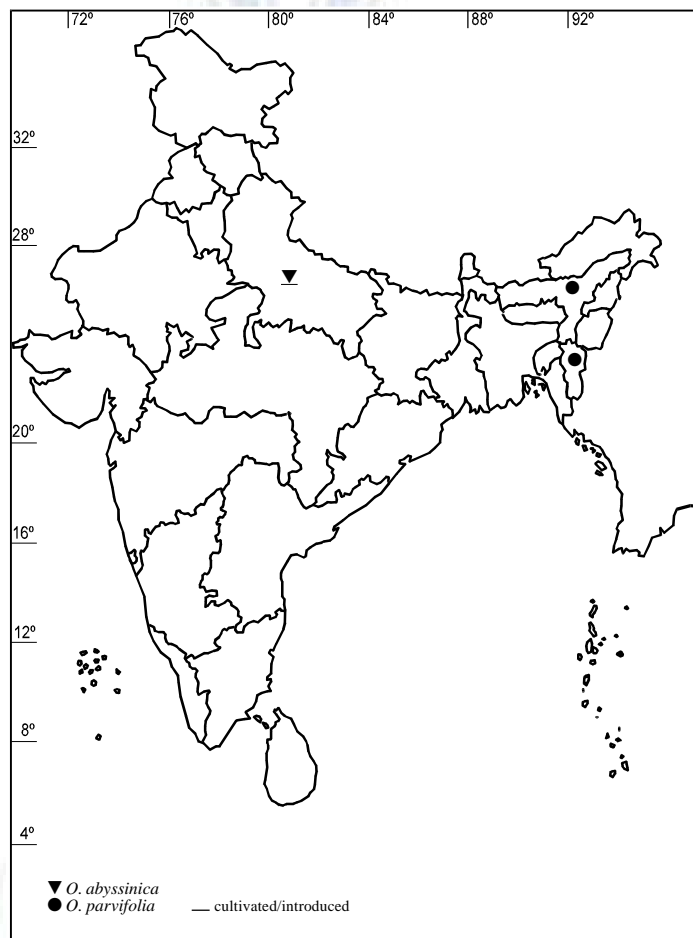 72º 76º 80º 84º 88º 92º
32º
28º
20º
16º
12º
8º
4º
O. abyssinica
O. parvifolia cultivated/introduced